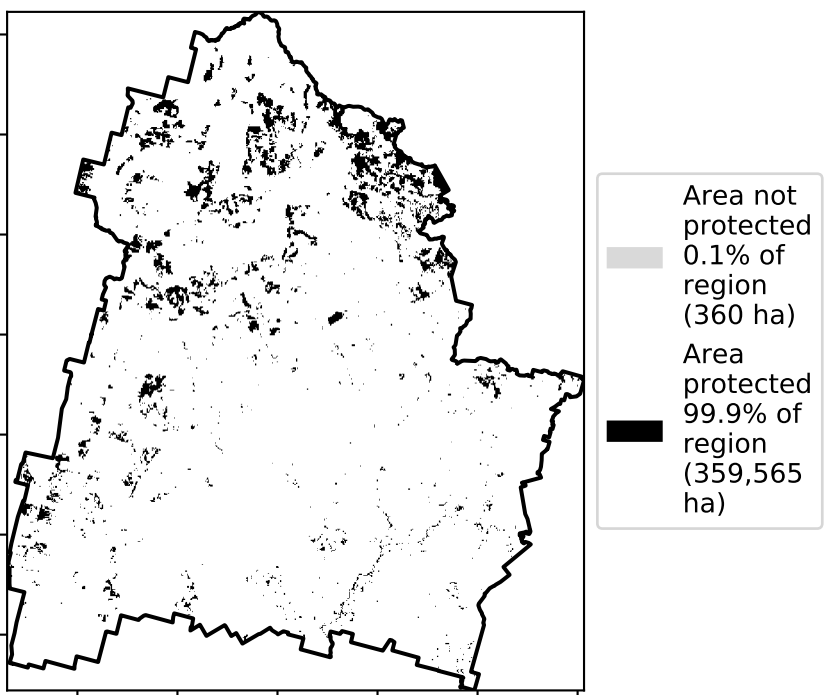 Area not
protected
0.1% of
region
(360 ha)
Area
protected
99.9% of
region
(359,565
ha)